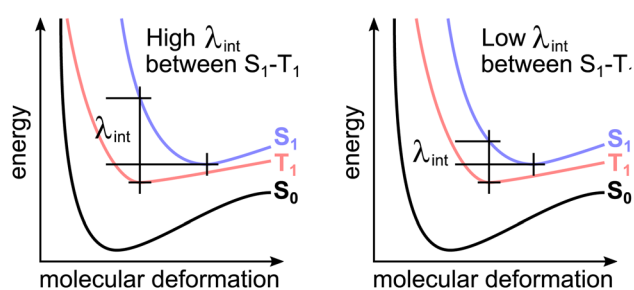 High λint
between S1-T1
energy
λint
S1
T1
S0
molecular deformation
Low λint
between S1-T
energy
λint
S1
T1
S0
molecular deformation